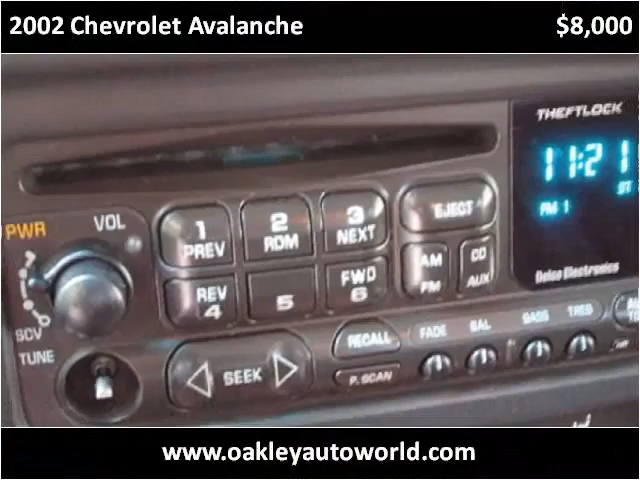 2002 Chevrolet Avalanche $8,000
THEFTLOCK
11:21
ST
FM 1
Delco Electronics
PWR VOL
1 PREV
2 RDM
3 NEXT
EJECT
REV 4
5
FWD 6
AM FM
CD AUX
SCV
TUNE
SEEK
RECALL
P.SCAN
FADE BAL BASS TREB
www.oakleyautoworld.com